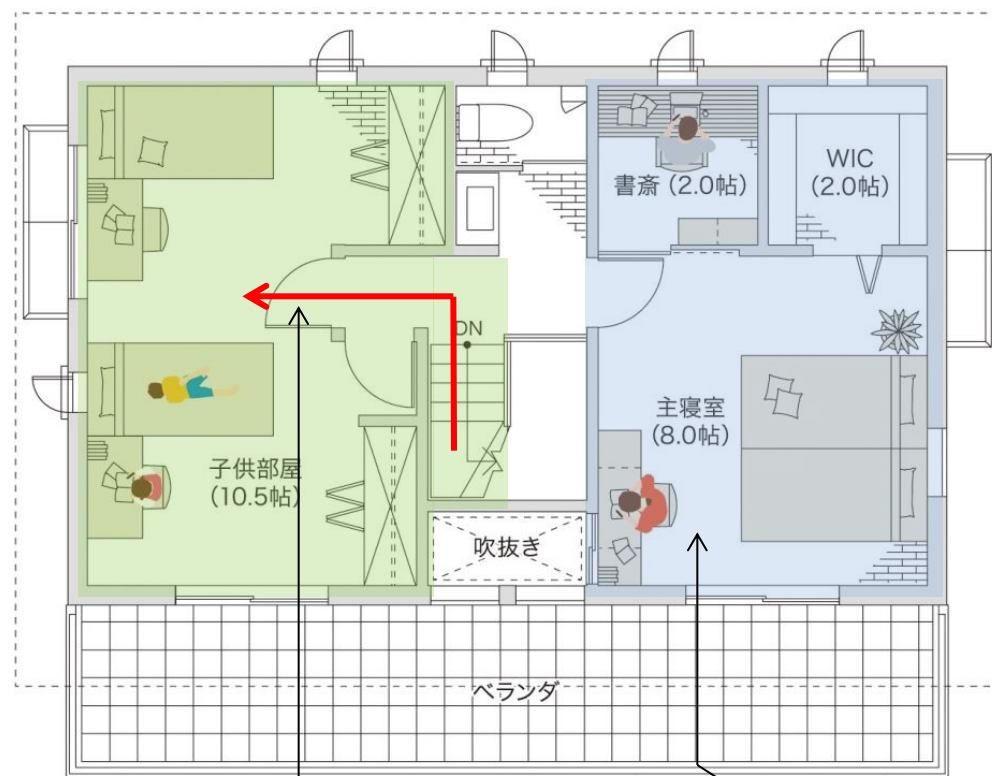 書斎 (2.0帖)
WIC
(2.0帖)
DN
主寝室
(8.0帖)
子供部屋
(10.5帖)
吹抜き
ベランダ